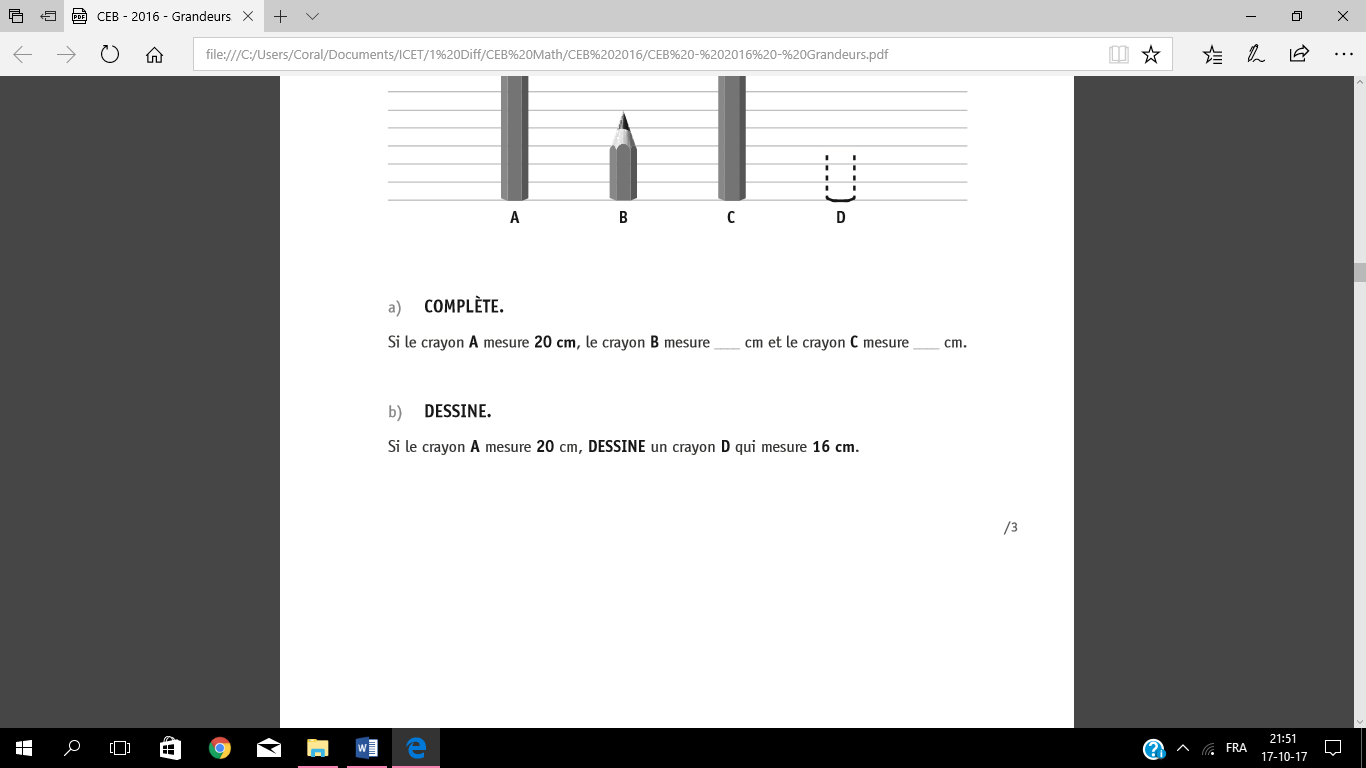 CEB - 2016 - Grandeurs
file:///C:/Users/Coral/Documents/ICET/1%20Diff/CEB%20Math/CEB%202016/CEB%20-%202016%20-%20Grandeurs.pdf
A B C D
a) COMPLÈTE.
Si le crayon A mesure 20 cm, le crayon B mesure ___ cm et le crayon C mesure ___ cm.
b) DESSINE.
Si le crayon A mesure 20 cm, DESSINE un crayon D qui mesure 16 cm.
/3
FRA
21:51
17-10-17